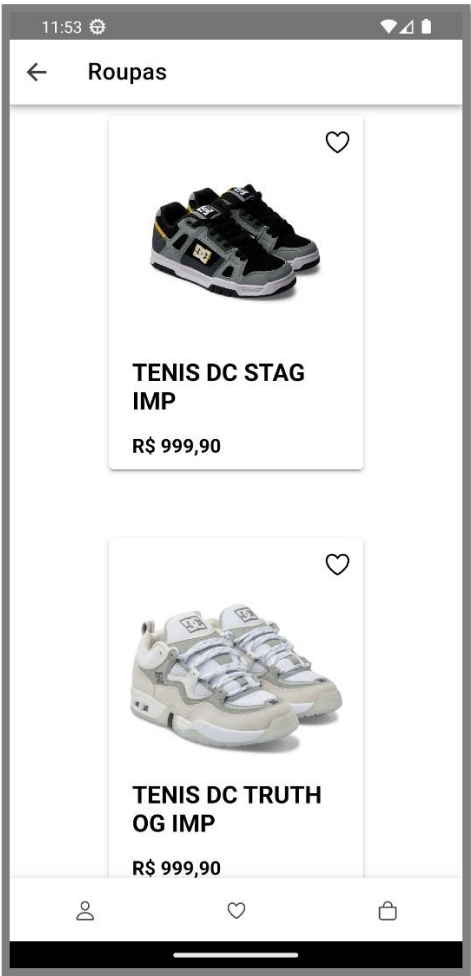 11:53
Roupas
TENIS DC STAG
IMP
R$ 999,90
TENIS DC TRUTH
OG IMP
R$ 999,90